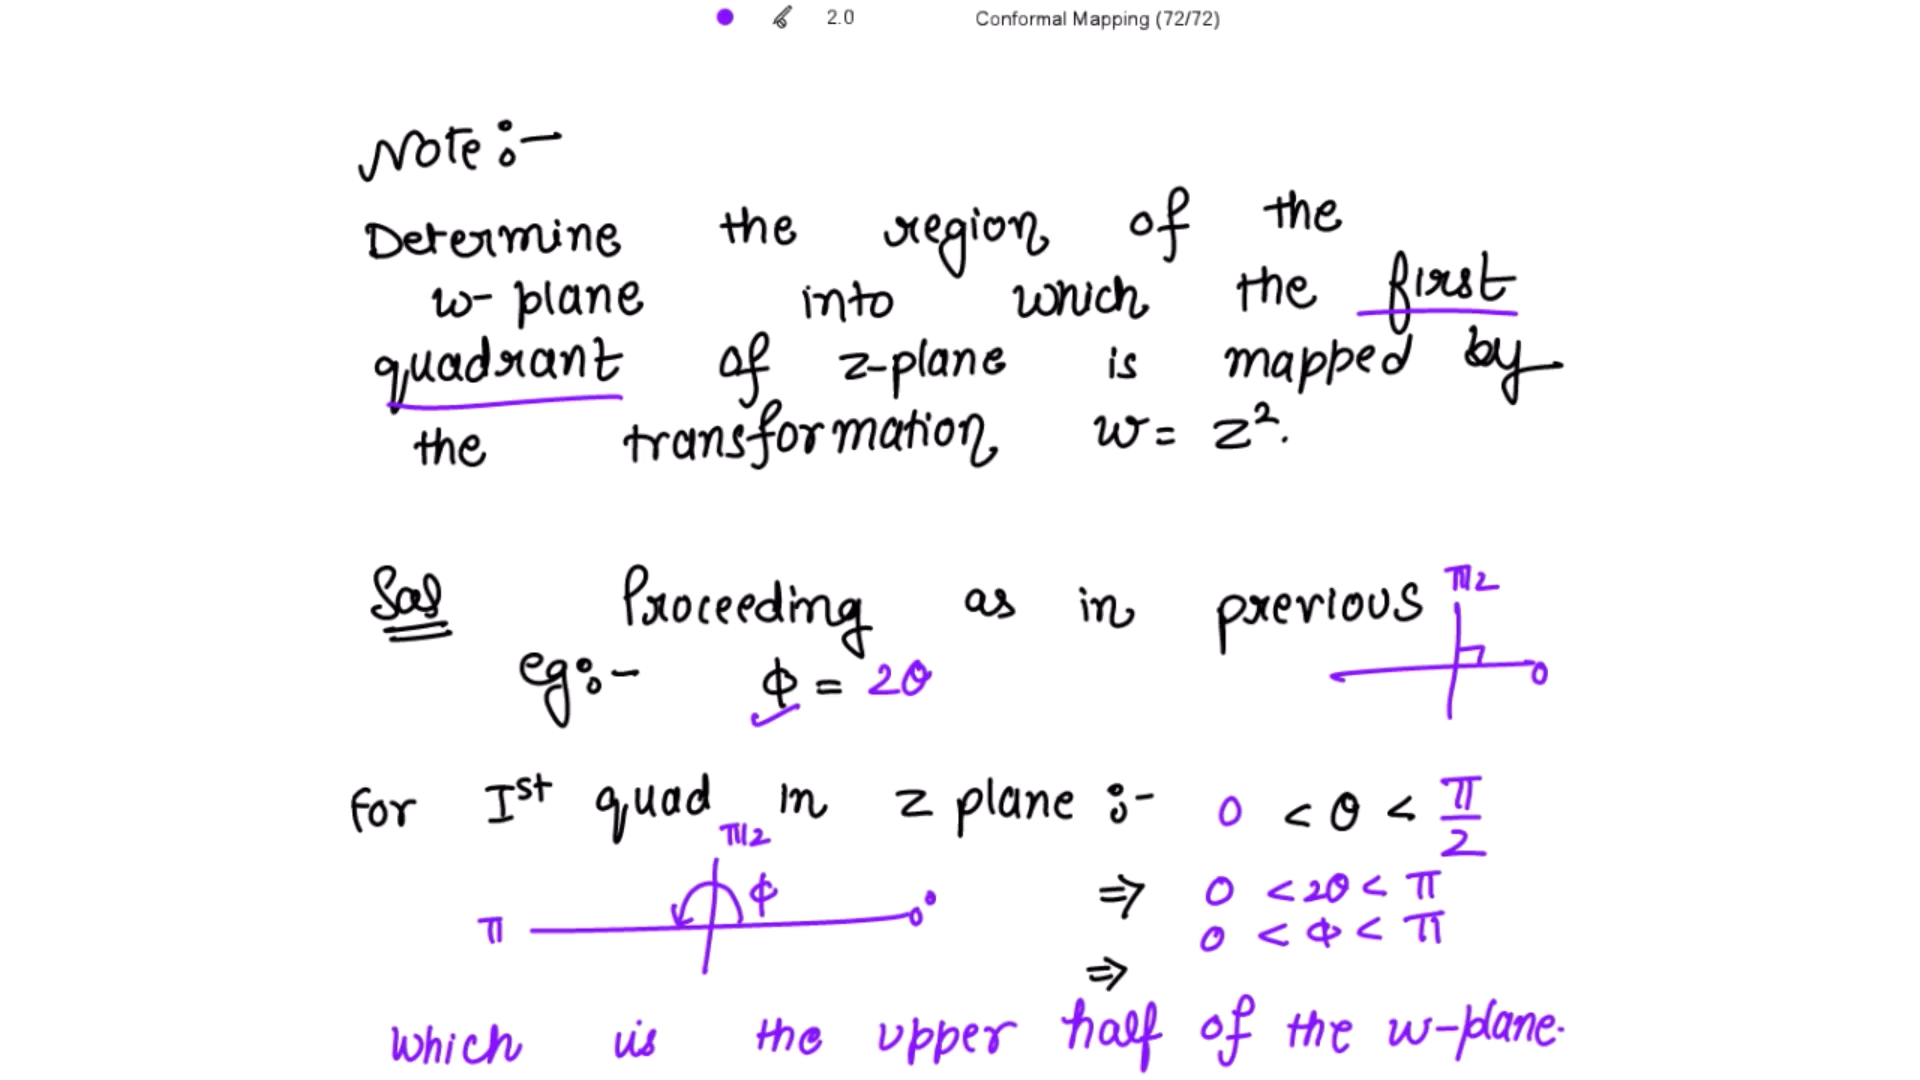 2.0 Conformal Mapping (72/72)
Note :-
Determine the region of the
w-plane into which the first
quadrant of z-plane is mapped by
the transformation w = z².
Sol Proceeding as in previous
π/2
eg:- ϕ = 2θ
0
For Ist quad in z plane :- 0 < θ < π/2
π/2
ϕ
⇒ 0 < 2θ < π
π 0°
0 < ϕ < π
⇒
which is the upper half of the w-plane.